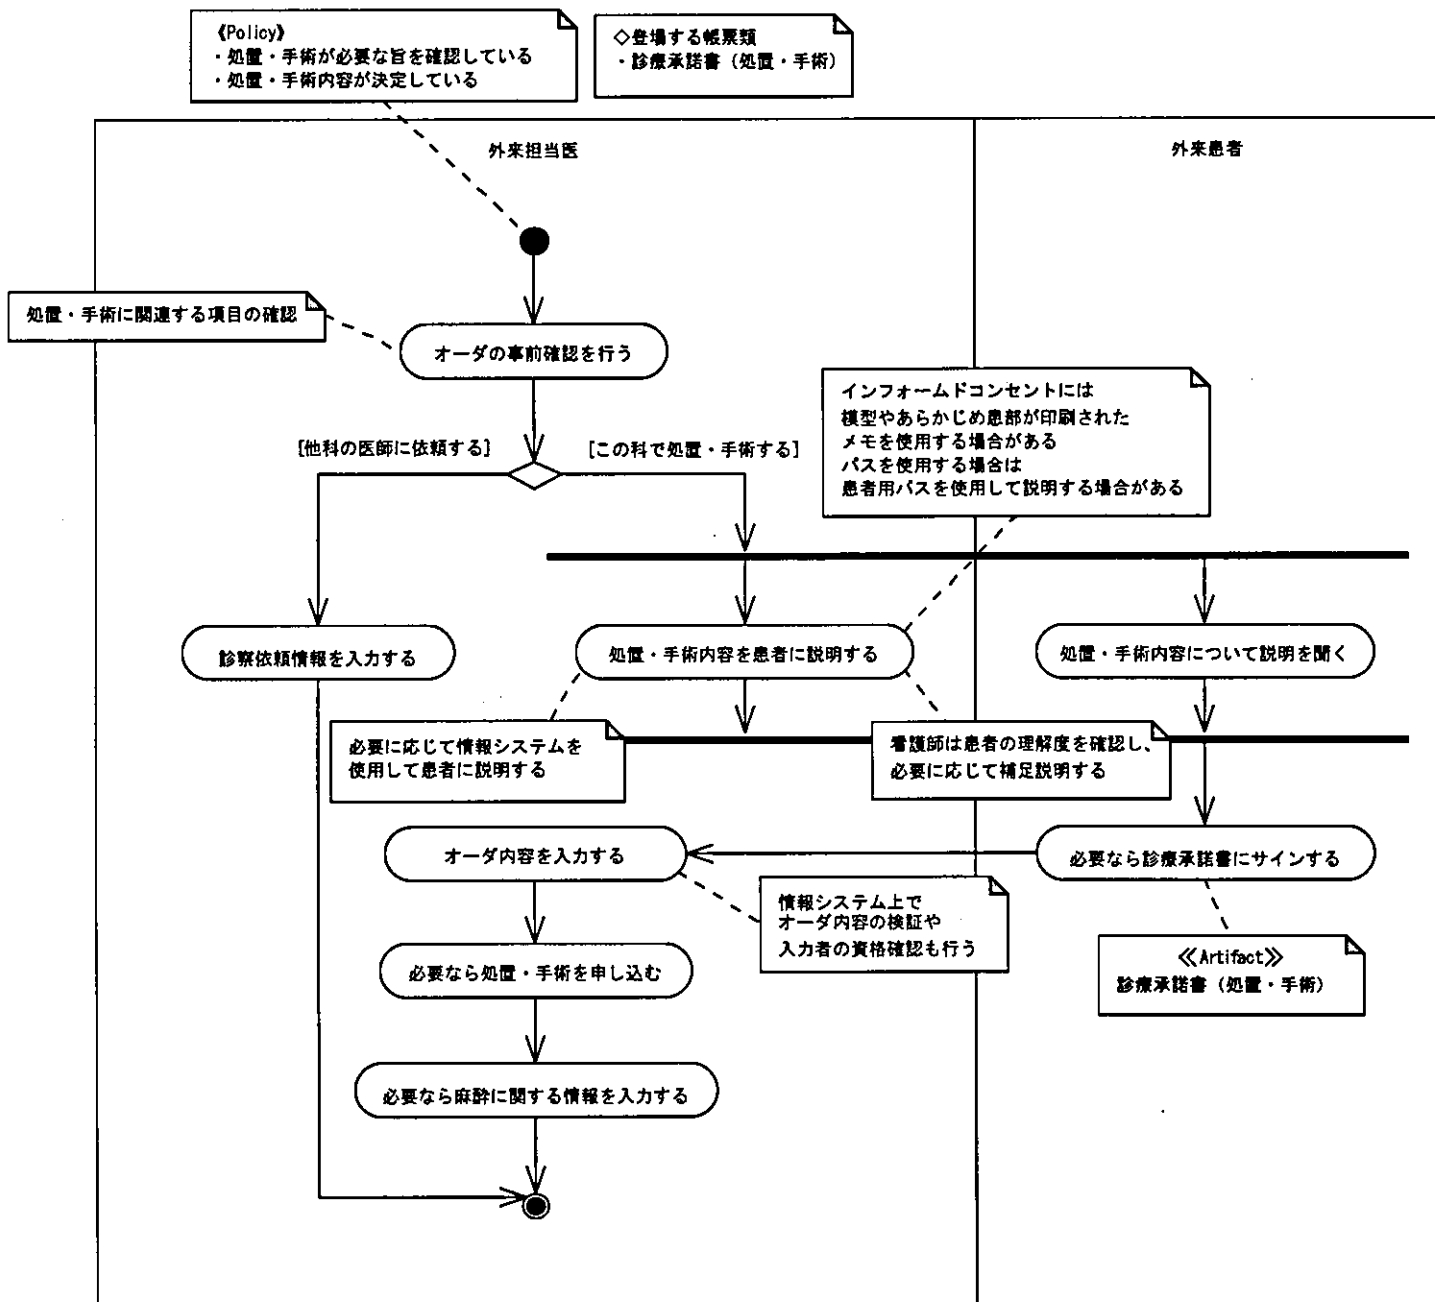 《Policy》
・処置・手術が必要な旨を確認している
・処置・手術内容が決定している
◇登場する帳票類
・診療承諾書（処置・手術）
外来担当医
外来患者
処置・手術に関連する項目の確認
オーダの事前確認を行う
インフォームドコンセントには
模型やあらかじめ患部が印刷された
メモを使用する場合がある
パスを使用する場合は
患者用パスを使用して説明する場合がある
[他科の医師に依頼する]
[この科で処置・手術する]
診察依頼情報を入力する
処置・手術内容を患者に説明する
処置・手術内容について説明を聞く
必要に応じて情報システムを
使用して患者に説明する
看護師は患者の理解度を確認し、
必要に応じて補足説明する
オーダ内容を入力する
必要なら診療承諾書にサインする
情報システム上で
オーダ内容の検証や
入力者の資格確認も行う
≪Artifact≫
診療承諾書（処置・手術）
必要なら処置・手術を申し込む
必要なら麻酔に関する情報を入力する